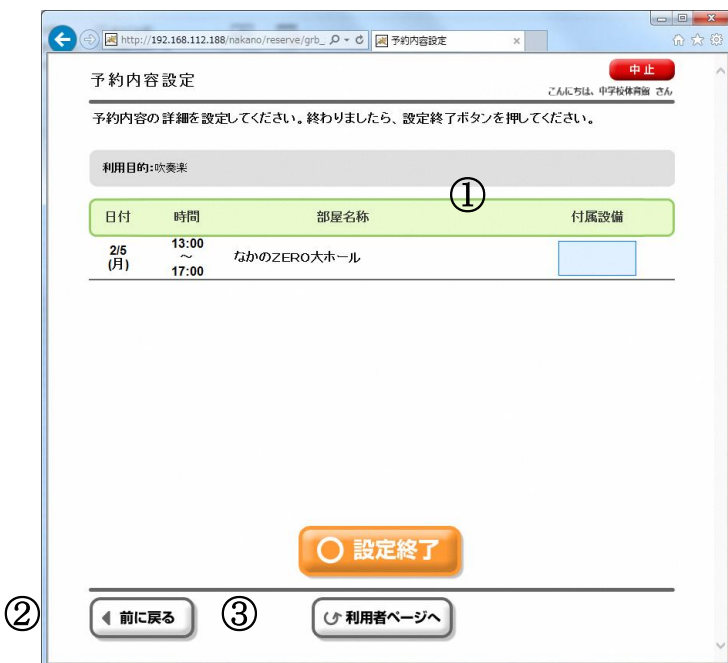 http://192.168.112.188/nakano/reserve/grb_
予約内容設定
予約内容設定
中止
こんにちは、中学校体育館 さん
予約内容の詳細を設定してください。終わりましたら、設定終了ボタンを押してください。
利用目的:吹奏楽
①
日付 時間 部屋名称 付属設備
2/5
(月)
13:00
～
17:00
なかのZERO大ホール
設定終了
② 前に戻る ③ 利用者ページへ